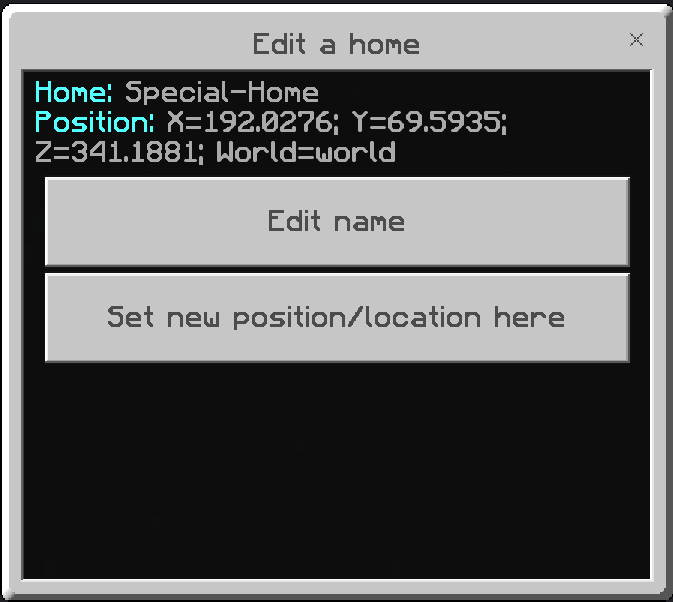 Edit a home
Home: Special-Home
Position: X=192.0276; Y=69.5935;
Z=341.1881; World=world
Edit name
Set new position/location here